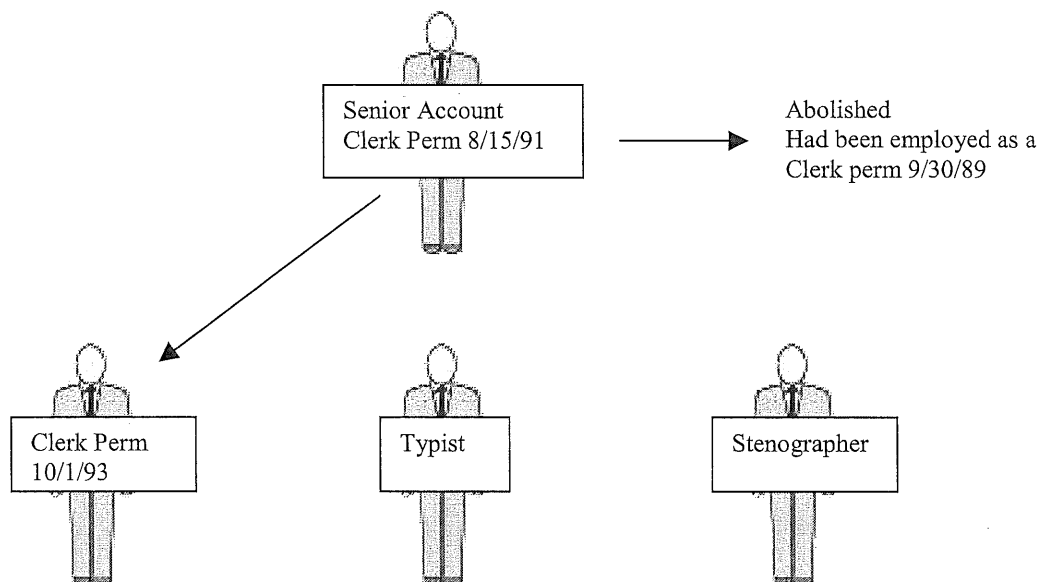 Senior Account
Clerk Perm 8/15/91
Abolished
Had been employed as a
Clerk perm 9/30/89
Clerk Perm
10/1/93
Typist
Stenographer